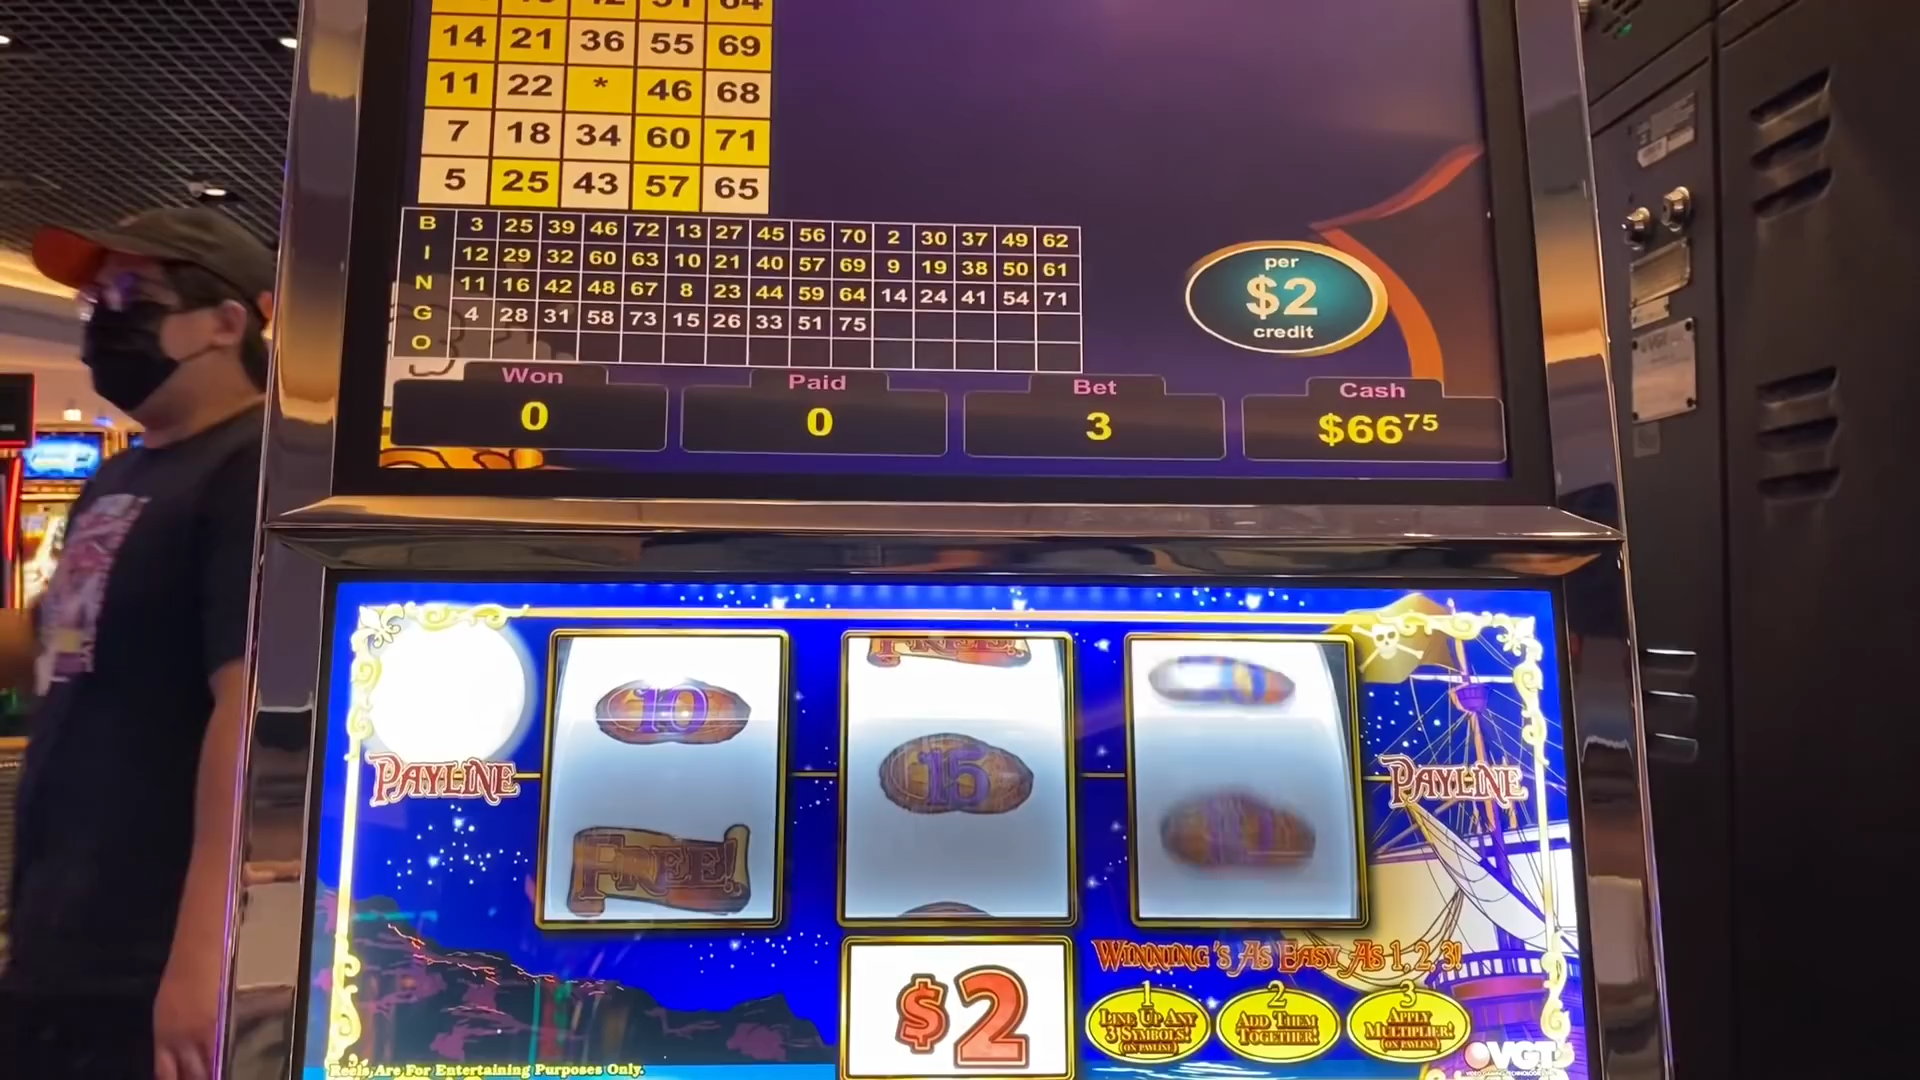 14 21 36 55 69
11 22 * 46 68
7 18 34 60 71
5 25 43 57 65
B 3 25 39 46 72 13 27 45 56 70 2 30 37 49 62
I 12 29 32 60 63 10 21 40 57 69 9 19 38 50 61
N 11 16 42 48 67 8 23 44 59 64 14 24 41 54 71
G 4 28 31 58 73 15 26 33 51 75
O
per
$2
credit
Won Paid Bet Cash
0 0 3 $6675
FREE!
10
15
PAYLINE PAYLINE
FREE!
WINNING'S AS EASY AS 1, 2, 3!
$2
1
LINE UP ANY
3 SYMBOLS!
(ON PAYLINE)
2
ADD THEM
TOGETHER!
3
APPLY
MULTIPLIER!
(ON PAYLINE)
VGT
Reels Are For Entertaining Purposes Only.